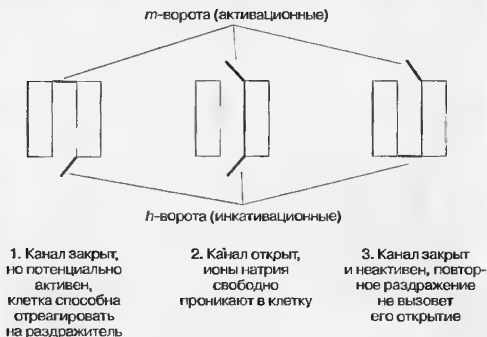 m-ворота (активационные)
h-ворота (инкативационные)
1. Канал закрыт,
но потенциально
активен,
клетка способна
отреагировать
на раздражитель
2. Канал открыт,
ионы натрия
свободно
проникают в клетку
3. Канал закрыт
и неактивен, повтор-
ное раздражение
не вызовет
его открытие